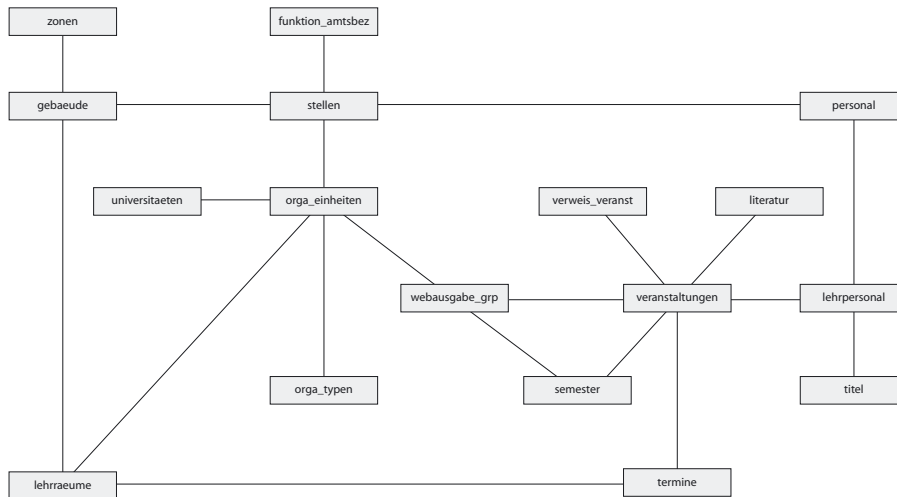 zonen
funktion_amtsbez
gebaeude
stellen
personal
universitaeten
orga_einheiten
verweis_veranst
literatur
webausgabe_grp
veranstaltungen
lehrpersonal
orga_typen
semester
titel
lehrraeume
termine